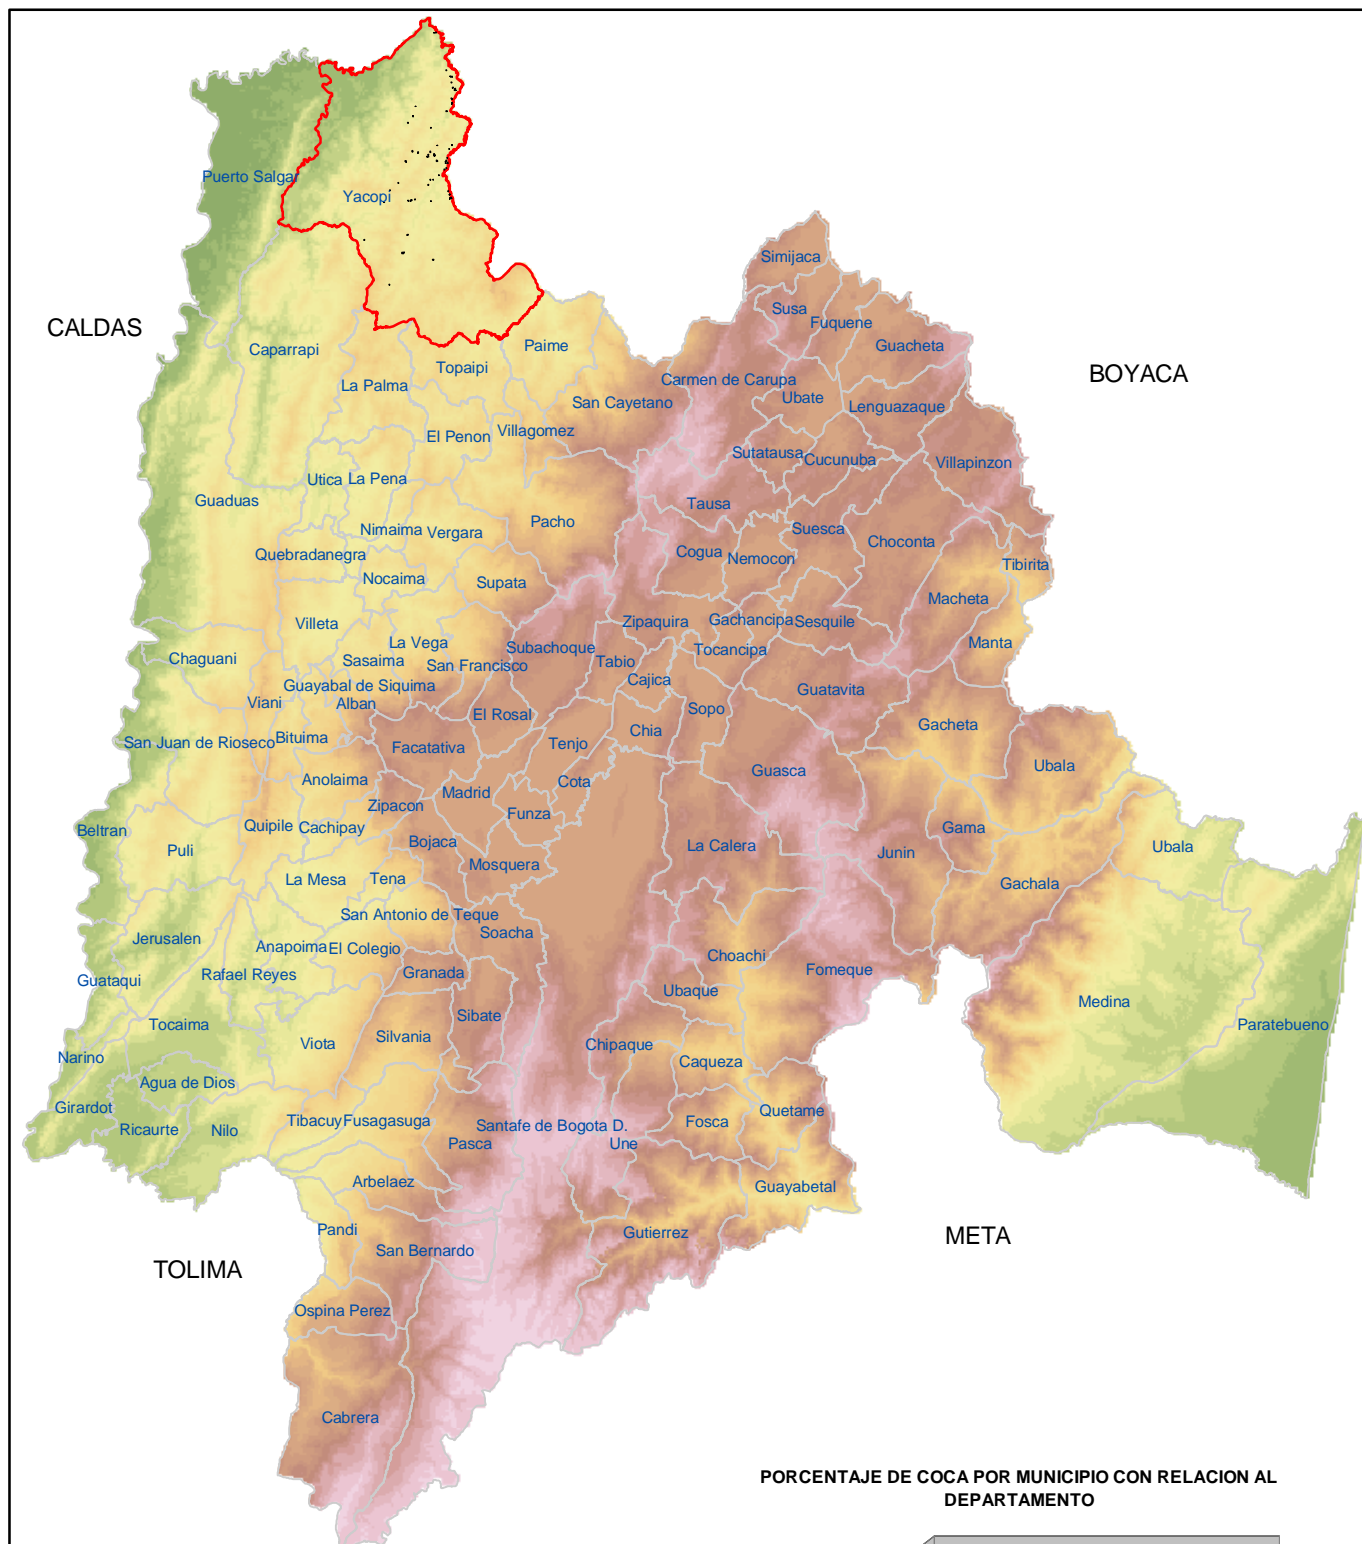 Puerto Salgar
Yacopi
Simijaca
Susa
Fuquene
CALDAS
Guacheta
Caparrapi
Paime
BOYACA
Topaipi
La Palma
Carmen de Carupa
Ubate
San Cayetano
Lenguazaque
El Penon
Villagomez
Sutatausa
Cucunuba
Villapinzon
Utica
La Pena
Guaduas
Tausa
Pacho
Nimaima
Vergara
Suesca
Choconta
Quebradanegra
Cogua
Nemocon
Tibirita
Nocaima
Supata
Macheta
Villeta
Zipaquira
Gachancipa
Sesquile
La Vega
Subachoque
Tocancipa
Manta
Chaguani
Sasaima
San Francisco
Tabio
Cajica
Guayabal de Siquima
Guatavita
Viani
Alban
Sopo
El Rosal
Gacheta
San Juan de Rioseco
Bituima
Facatativa
Tenjo
Chia
Ubala
Anolaima
Cota
Guasca
Zipacon
Madrid
Funza
Beltran
Quipile
Cachipay
Gama
Puli
Bojaca
La Calera
Ubala
Junin
Mosquera
La Mesa
Tena
Gachala
San Antonio de Teque
Soacha
Jerusalen
Anapoima
El Colegio
Choachi
Guataqui
Rafael Reyes
Granada
Fomeque
Ubaque
Medina
Sibate
Tocaima
Paratebueno
Viota
Silvania
Chipaque
Narino
Caqueza
Agua de Dios
Girardot
Quetame
Ricaurte
Nilo
Tibacuy
Fusagasuga
Santafe de Bogota D.
Fosca
Pasca
Une
Arbelaez
Guayabetal
Pandi
Gutierrez
META
San Bernardo
TOLIMA
Ospina Perez
Cabrera
PORCENTAJE DE COCA POR MUNICIPIO CON RELACION AL
DEPARTAMENTO